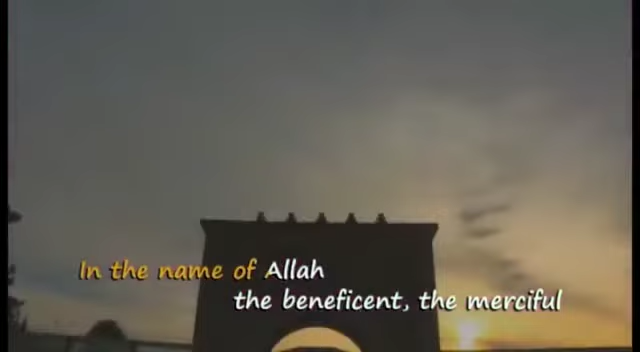 In the name of Allah
the beneficent, the merciful